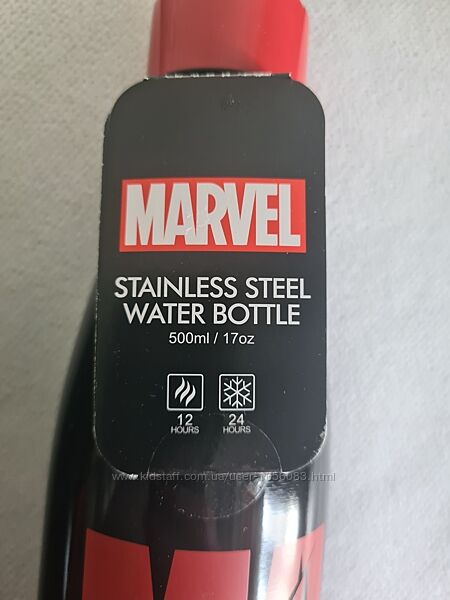 MARVEL
STAINLESS STEEL
WATER BOTTLE
500ml / 17oz
12 24
HOURS HOURS